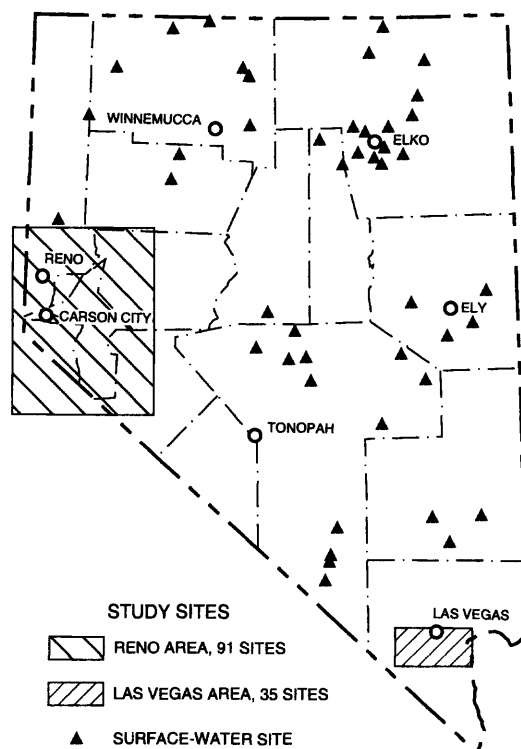 WINNEMUCCA
ELKO
RENO
CARSON CITY
ELY
TONOPAH
LAS VEGAS
STUDY SITES
RENO AREA, 91 SITES
LAS VEGAS AREA, 35 SITES
SURFACE-WATER SITE